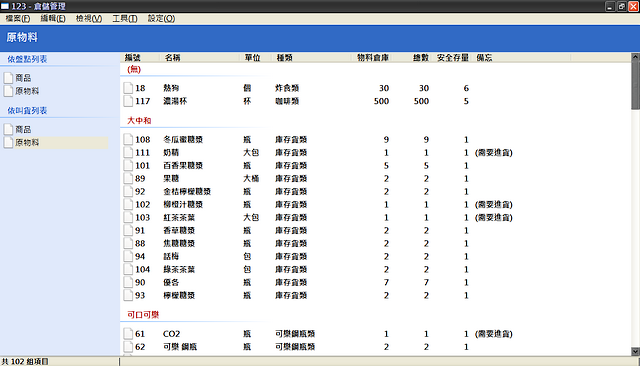 123 - 倉儲管理
檔案(F) 編輯(E) 檢視(V) 工具(T) 設定(O)
原物料
依盤點列表
商品
原物料
依叫貨列表
商品
原物料
編號 名稱 單位 種類 物料倉庫 總數 安全存量 備忘
(無)
18 熱狗 個 炸食類 30 30 6
117 濃湯杯 杯 咖啡類 500 500 5
大中和
108 冬瓜蜜糖漿 瓶 庫存貨類 9 9 1
111 奶精 大包 庫存貨類 1 1 1 (需要進貨)
101 百香果糖漿 瓶 庫存貨類 5 5 1
89 果糖 大桶 庫存貨類 2 2 1
92 金桔檸檬糖漿 瓶 庫存貨類 2 2 1
102 柳橙汁糖漿 瓶 庫存貨類 1 1 1 (需要進貨)
103 紅茶茶葉 大包 庫存貨類 1 1 1 (需要進貨)
91 香草糖漿 瓶 庫存貨類 2 2 1
88 焦糖糖漿 瓶 庫存貨類 2 2 1
94 話梅 包 庫存貨類 2 2 1
104 綠茶茶葉 包 庫存貨類 2 2 1
90 優各 瓶 庫存貨類 7 7 1
93 檸檬糖漿 瓶 庫存貨類 2 2 1
可口可樂
61 CO2 瓶 可樂鋼瓶類 1 1 1 (需要進貨)
62 可樂 鋼瓶 瓶 可樂鋼瓶類 2 2 1
共 102 組項目